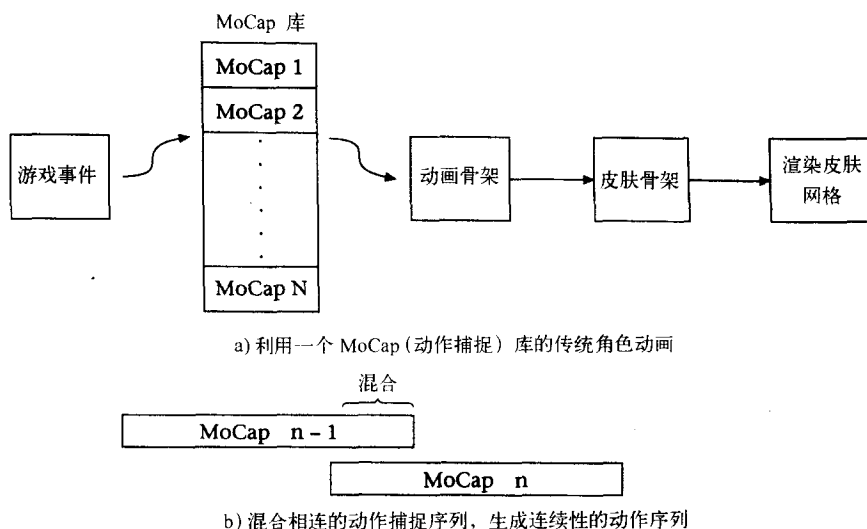 MoCap 库
MoCap 1
MoCap 2
MoCap N
游戏事件
动画骨架
皮肤骨架
渲染皮肤
网格
a) 利用一个 MoCap (动作捕捉) 库的传统角色动画
混合
MoCap n-1
MoCap n
b) 混合相连的动作捕捉序列, 生成连续性的动作序列